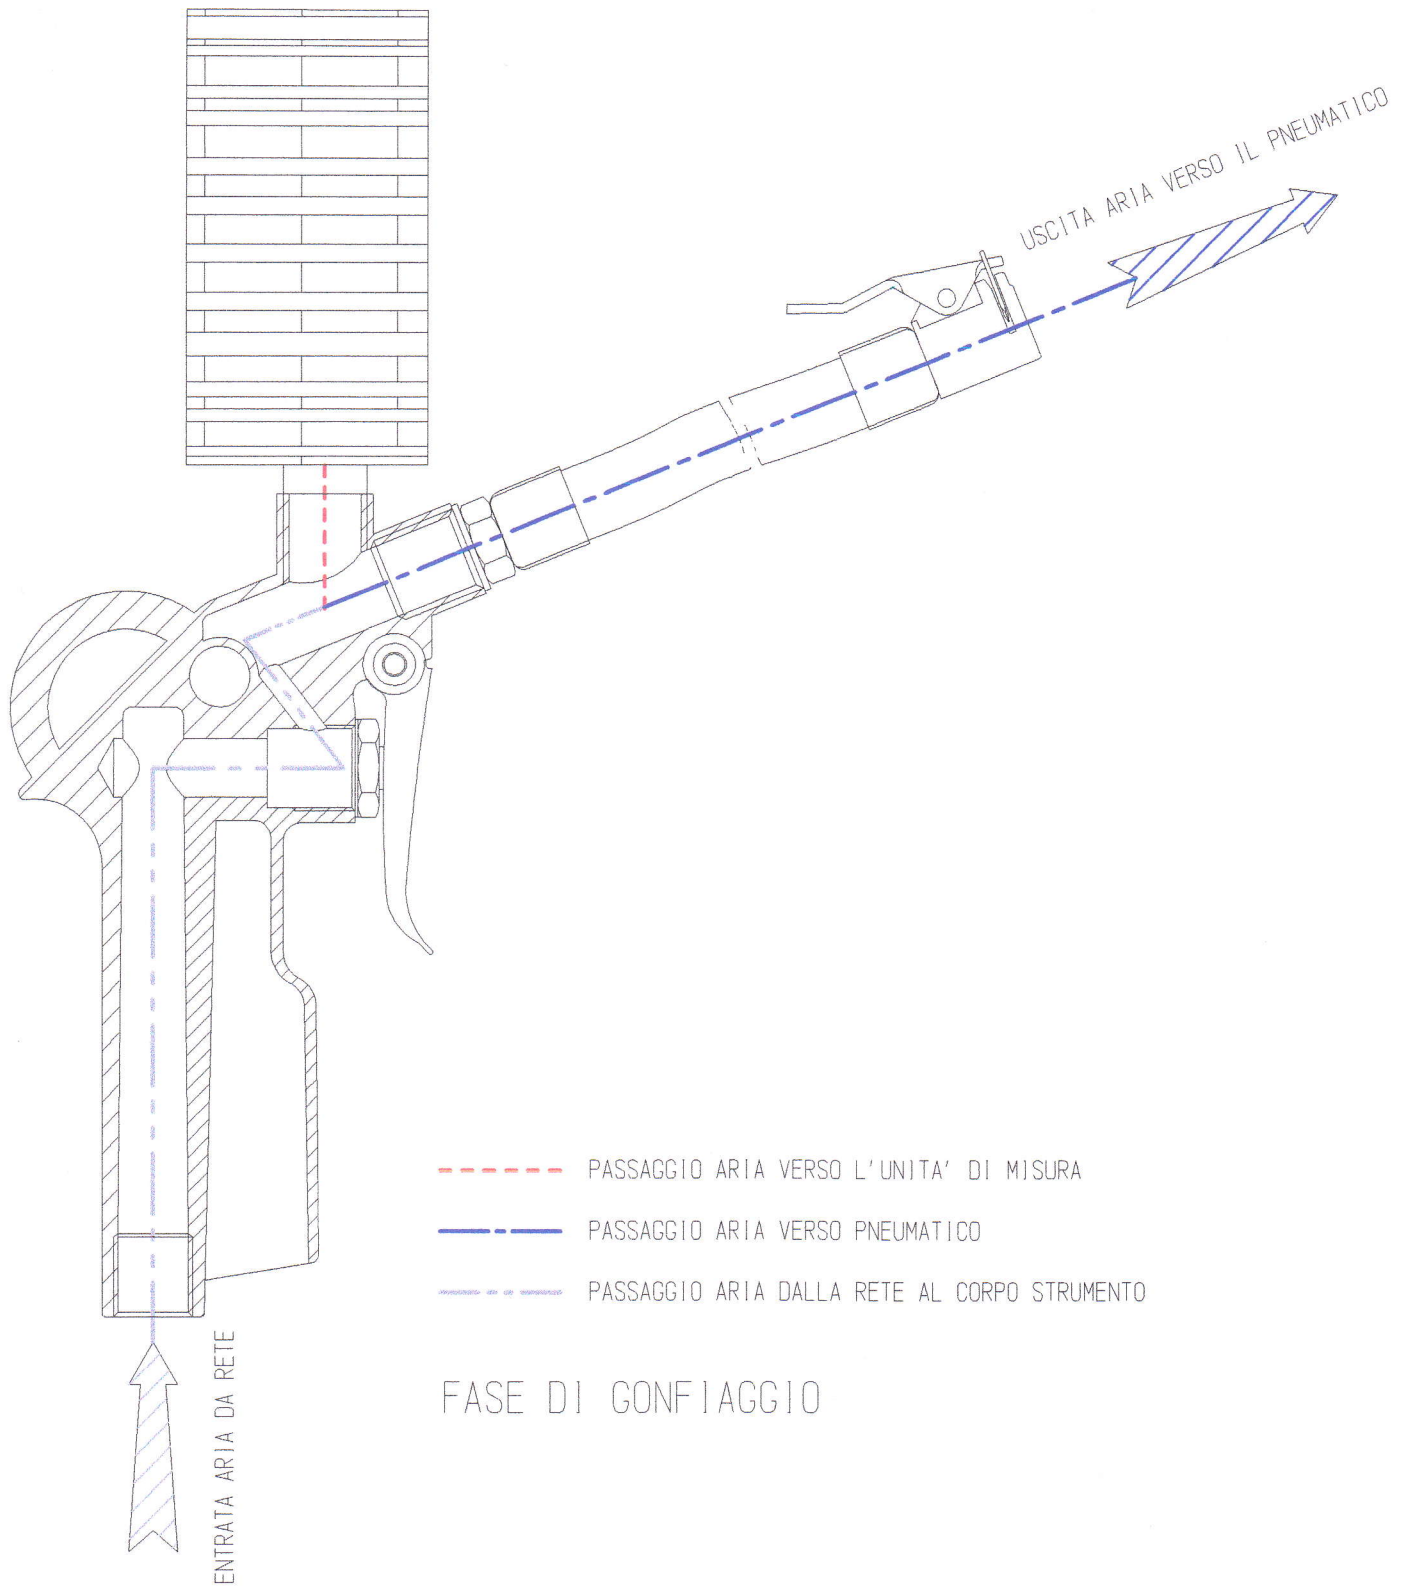 USCITA ARIA VERSO IL PNEUMATICO
PASSAGGIO ARIA VERSO L'UNITA' DI MISURA
PASSAGGIO ARIA VERSO PNEUMATICO
PASSAGGIO ARIA DALLA RETE AL CORPO STRUMENTO
FASE DI GONFIAGGIO
ENTRATA ARIA DA RETE